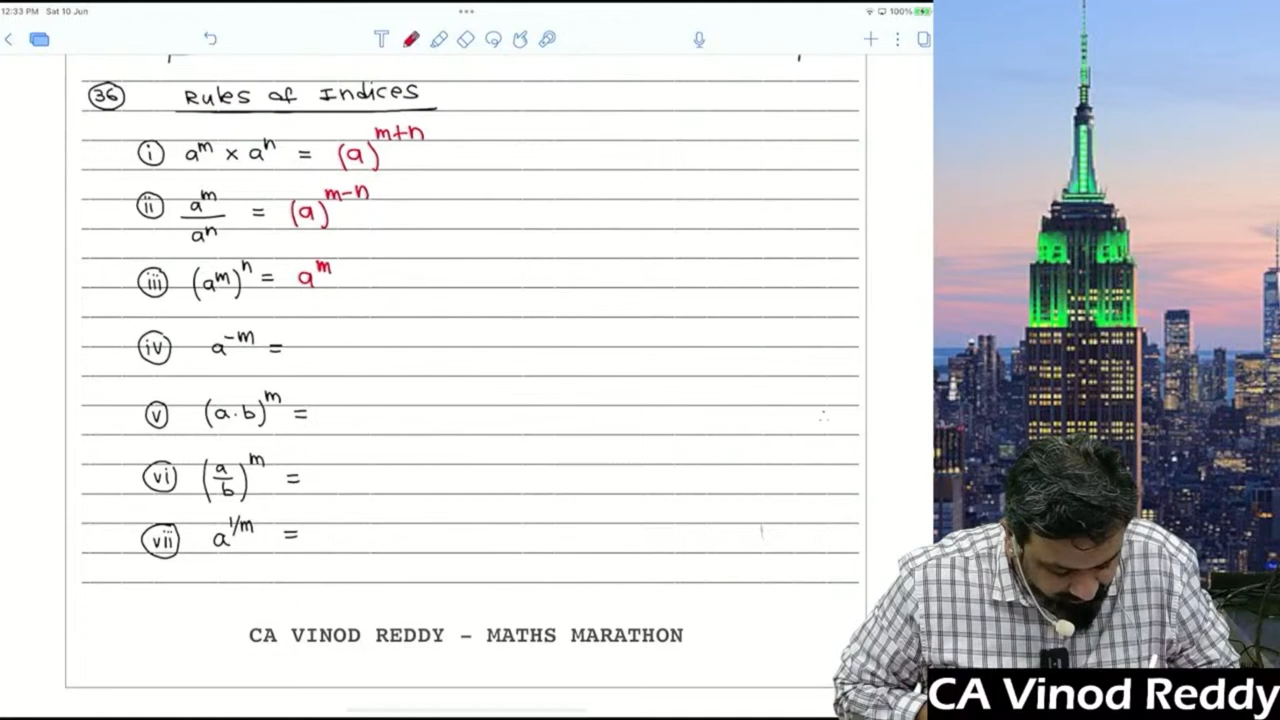 12:33 PM Sat 10 Jun
100%
T
36 Rules of Indices
i a^m × a^n = (a)^m+n
ii a^m / a^n = (a)^m-n
iii (a^m)^n = a^m
iv a^-m =
v (a.b)^m =
vi (a/b)^m =
vii a^1/m =
CA VINOD REDDY - MATHS MARATHON
CA Vinod Reddy